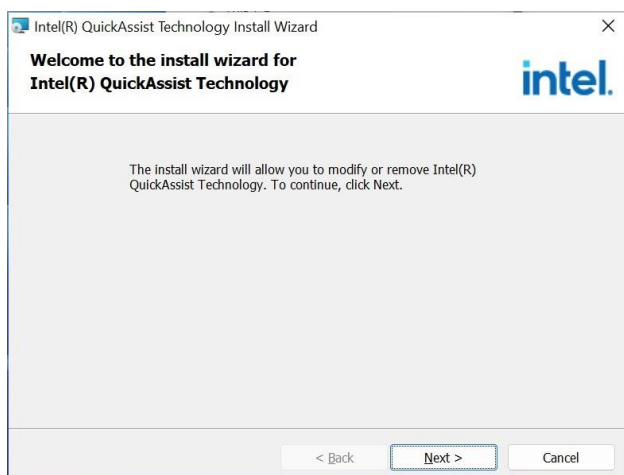 Intel(R) QuickAssist Technology Install Wizard
Welcome to the install wizard for
Intel(R) QuickAssist Technology
intel.
The install wizard will allow you to modify or remove Intel(R)
QuickAssist Technology. To continue, click Next.
< Back
Next >
Cancel